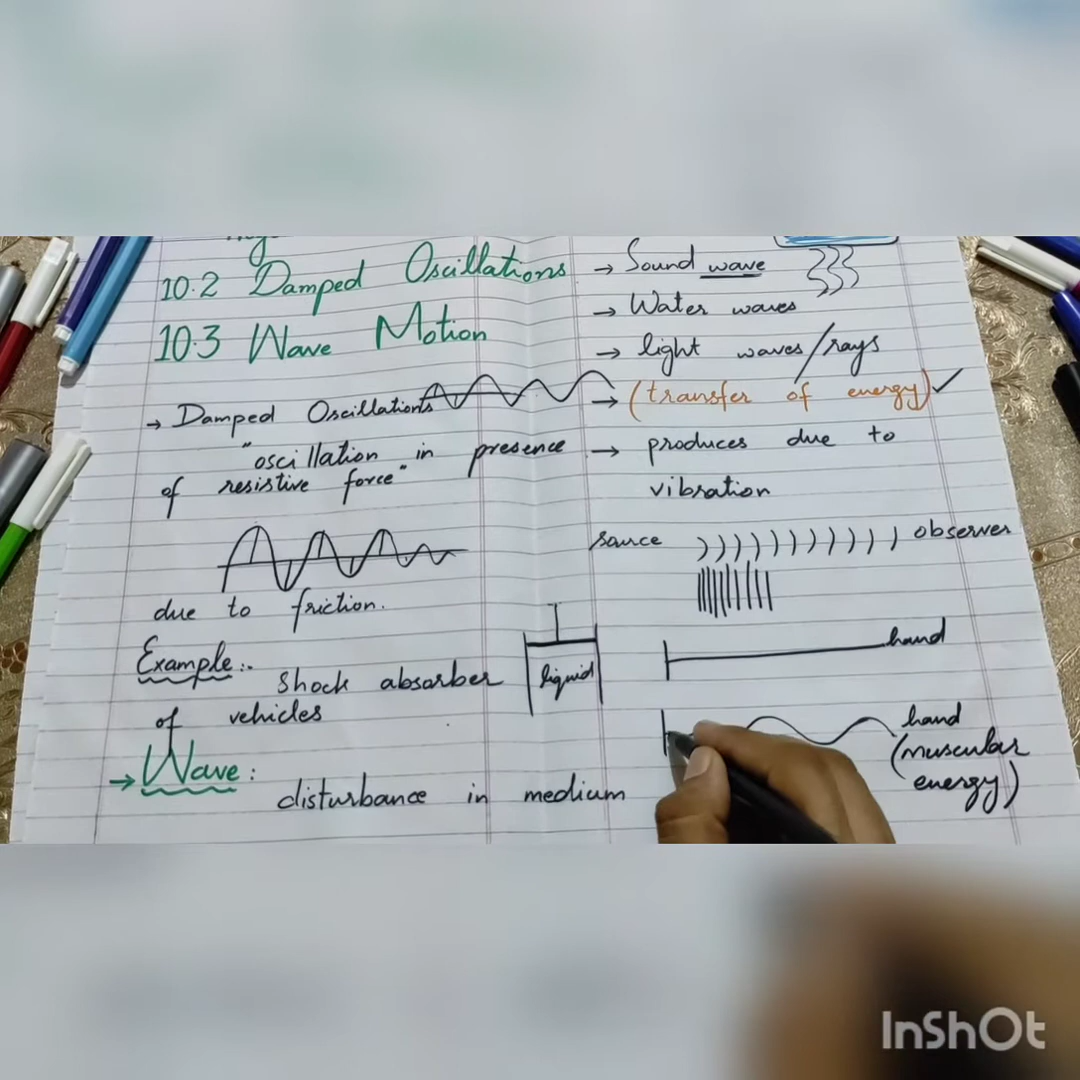 10.2 Damped Oscillations
10.3 Wave Motion
→ Damped Oscillations
"oscillation in presence
of resistive force"
due to friction.
Example:-
Shock absorber
of vehicles
liquid
→ Wave:
disturbance in medium
→ Sound wave
→ Water waves
→ light waves/rays
→ (transfer of energy) ✓
→ produces due to
vibration
source
observer
hand
hand
(muscular
energy)
InShOt